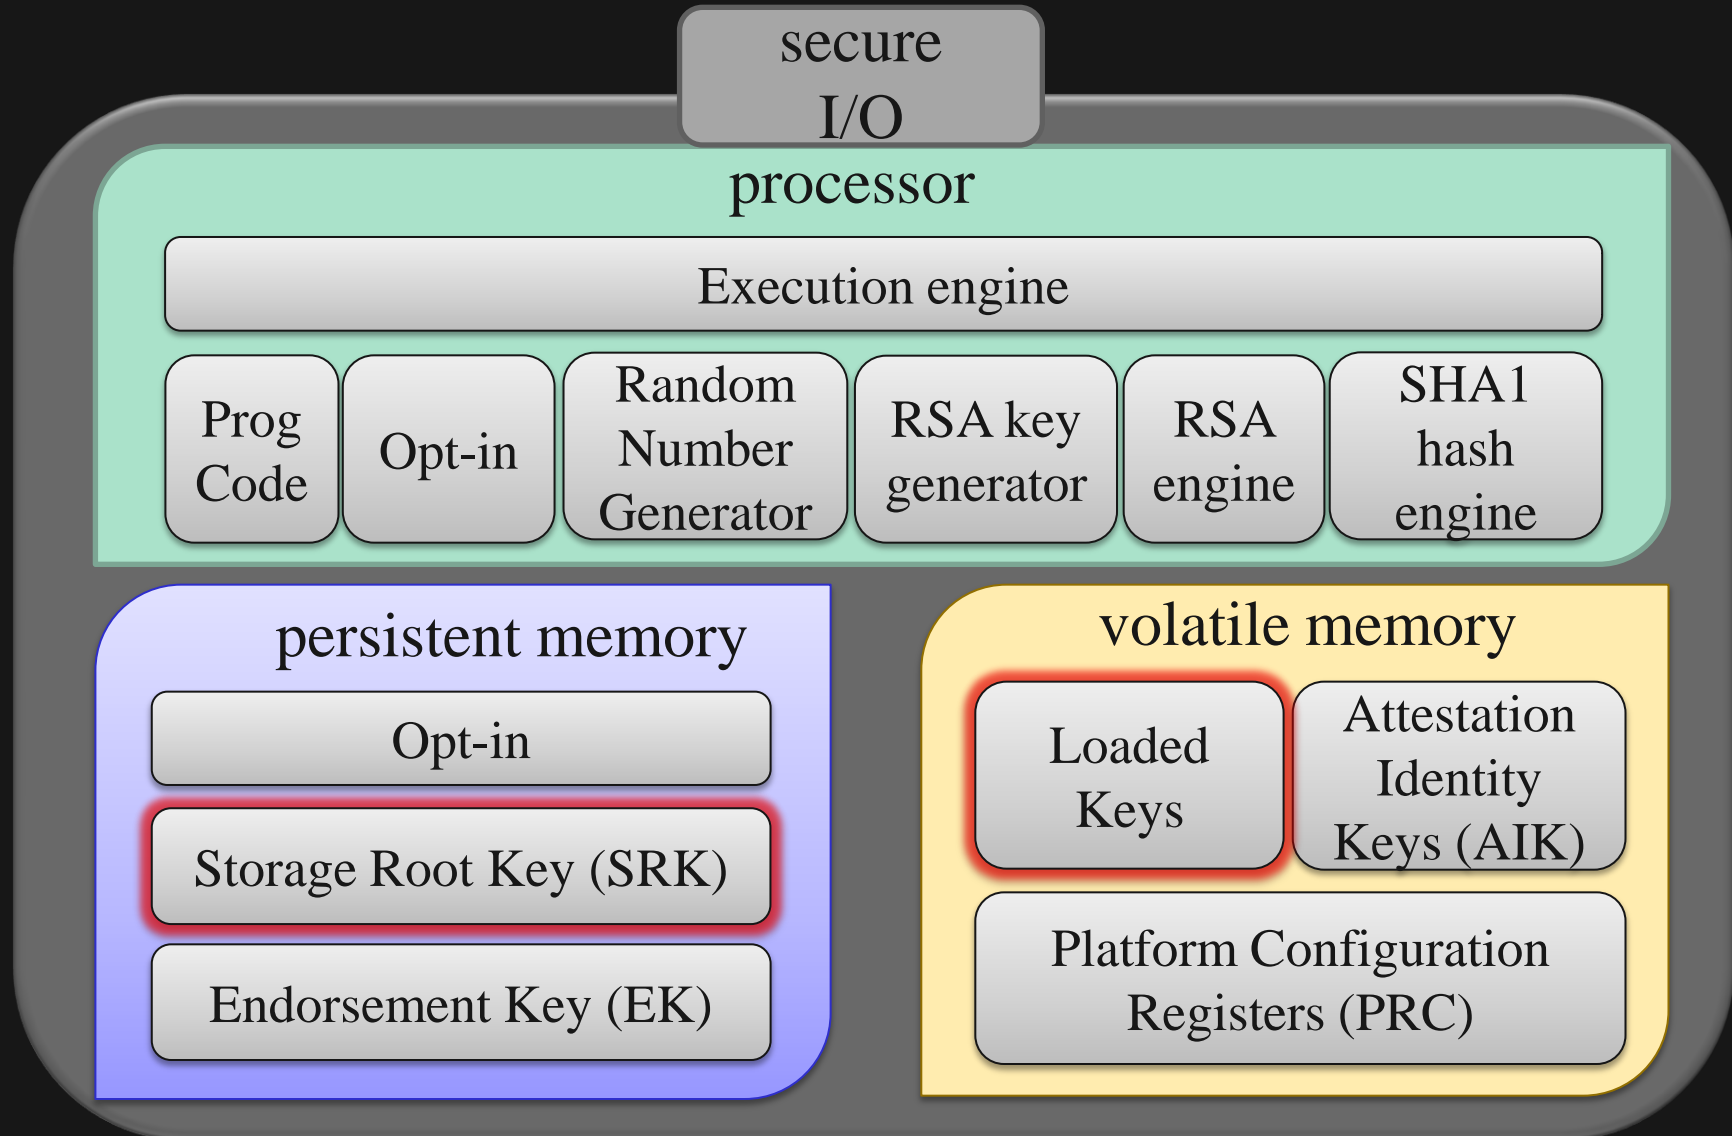 secure
I/O
processor
Execution engine
Prog
Code
Opt-in
Random
Number
Generator
RSA key
generator
RSA
engine
SHA1
hash
engine
persistent memory
Opt-in
Storage Root Key (SRK)
Endorsement Key (EK)
volatile memory
Loaded
Keys
Attestation
Identity
Keys (AIK)
Platform Configuration
Registers (PRC)